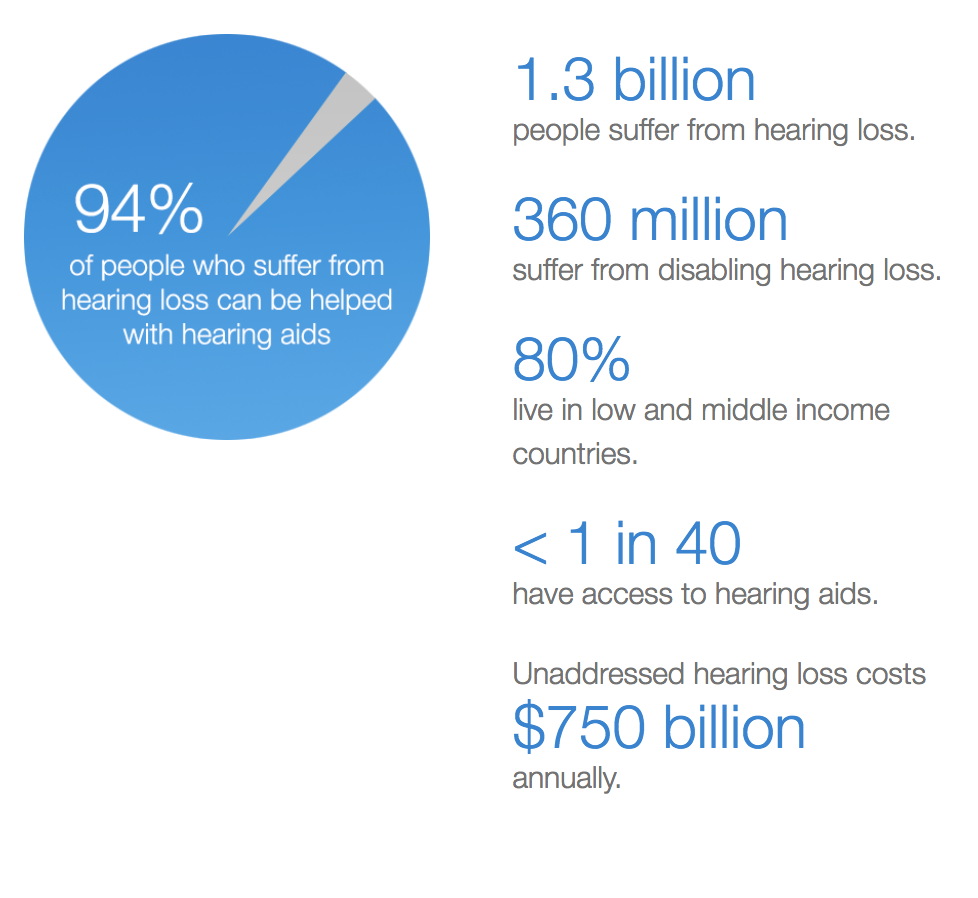 94%
of people who suffer from
hearing loss can be helped
with hearing aids
1.3 billion
people suffer from hearing loss.
360 million
suffer from disabling hearing loss.
80%
live in low and middle income
countries.
< 1 in 40
have access to hearing aids.
Unaddressed hearing loss costs
$750 billion
annually.